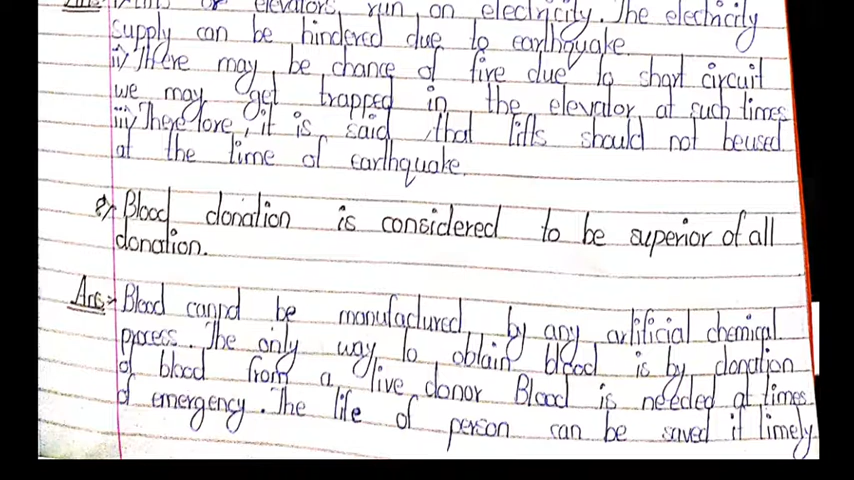 elevators, run on electricity. The electricity
supply can be hindered due to earthquake
ii) There may be chance of fire due to short circuit
we may get trapped in the elevator at such times
iii) Therefore, it is said, that lifts should not be used
at the time of earthquake.
Blood donation is considered to be superior of all
donation.
Ans:- Blood cannot be manufactured by any artificial chemical
process. The only way to obtain blood is by donation
of blood from a live donor Blood is needed at times
of emergency. The life of person can be saved if timely